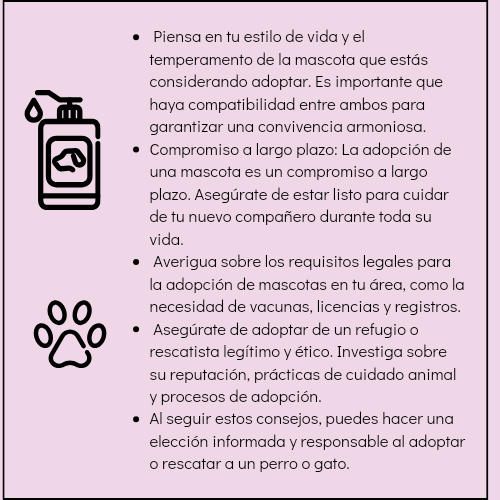 • Piensa en tu estilo de vida y el
temperamento de la mascota que estás
considerando adoptar. Es importante que
haya compatibilidad entre ambos para
garantizar una convivencia armoniosa.
• Compromiso a largo plazo: La adopción de
una mascota es un compromiso a largo
plazo. Asegúrate de estar listo para cuidar
de tu nuevo compañero durante toda su
vida.
• Averigua sobre los requisitos legales para
la adopción de mascotas en tu área, como la
necesidad de vacunas, licencias y registros.
• Asegúrate de adoptar de un refugio o
rescatista legítimo y ético. Investiga sobre
su reputación, prácticas de cuidado animal
y procesos de adopción.
• Al seguir estos consejos, puedes hacer una
elección informada y responsable al adoptar
o rescatar a un perro o gato.